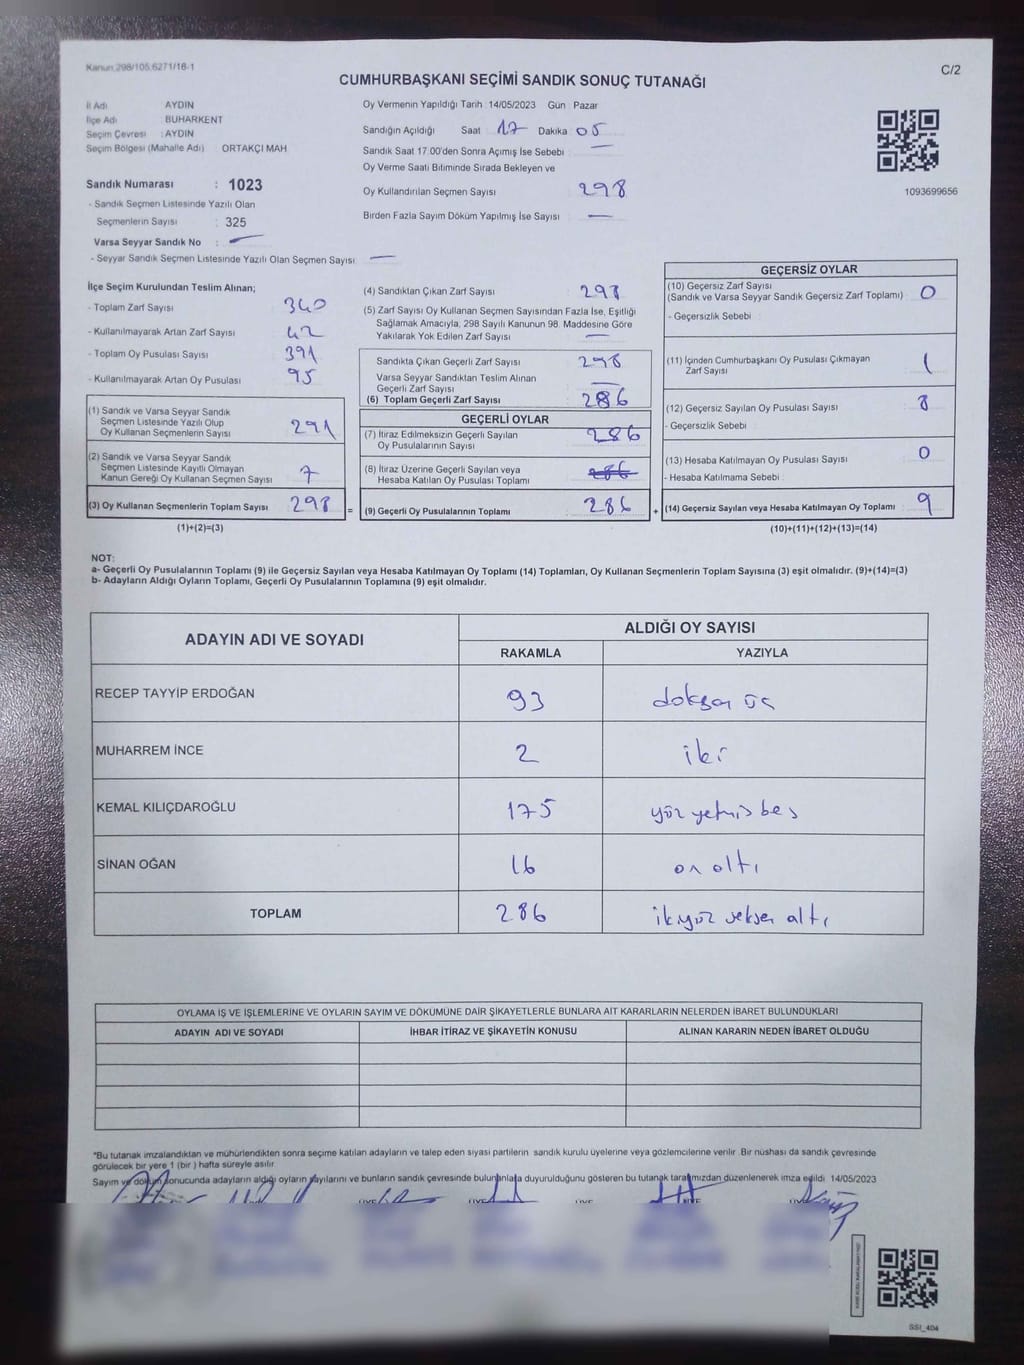 Kanun:298/105,6271/18-1
C/2
CUMHURBAŞKANI SEÇİMİ SANDIK SONUÇ TUTANAĞI
İl Adı AYDIN
İlçe Adı BUHARKENT
Seçim Çevresi : AYDIN
Seçim Bölgesi (Mahalle Adı) ORTAKÇI MAH.
Sandık Numarası : 1023
- Sandık Seçmen Listesinde Yazılı Olan
Seçmenlerin Sayısı : 325
Varsa Seyyar Sandık No : —
- Seyyar Sandık Seçmen Listesinde Yazılı Olan Seçmen Sayısı —
Oy Vermenin Yapıldığı Tarih : 14/05/2023 Gün : Pazar
Sandığın Açıldığı Saat 17 Dakika 05
Sandık Saat 17.00'den Sonra Açımış İse Sebebi : —
Oy Verme Saati Bitiminde Sırada Bekleyen ve
Oy Kullandırılan Seçmen Sayısı 298
Birden Fazla Sayım Döküm Yapılmış İse Sayısı —
1093699656
İlçe Seçim Kurulundan Teslim Alınan;
- Toplam Zarf Sayısı 340
- Kullanılmayarak Artan Zarf Sayısı 42
- Toplam Oy Pusulası Sayısı 391
- Kullanılmayarak Artan Oy Pusulası 95
(1) Sandık ve Varsa Seyyar Sandık
Seçmen Listesinde Yazılı Olup
Oy Kullanan Seçmenlerin Sayısı 291
(2) Sandık ve Varsa Seyyar Sandık
Seçmen Listesinde Kayıtlı Olmayan
Kanun Gereği Oy Kullanan Seçmen Sayısı 7
(3) Oy Kullanan Seçmenlerin Toplam Sayısı 298
(1)+(2)=(3)
(4) Sandıktan Çıkan Zarf Sayısı 298
(5) Zarf Sayısı Oy Kullanan Seçmen Sayısından Fazla İse, Eşitliği
Sağlamak Amacıyla, 298 Sayılı Kanunun 98. Maddesine Göre
Yakılarak Yok Edilen Zarf Sayısı —
Sandıkta Çıkan Geçerli Zarf Sayısı 298
Varsa Seyyar Sandıktan Teslim Alınan
Geçerli Zarf Sayısı —
(6) Toplam Geçerli Zarf Sayısı 286
GEÇERLİ OYLAR
(7) İtiraz Edilmeksizin Geçerli Sayılan
Oy Pusulalarının Sayısı 286
(8) İtiraz Üzerine Geçerli Sayılan veya
Hesaba Katılan Oy Pusulası Toplamı 286
= (9) Geçerli Oy Pusulalarının Toplamı 286
GEÇERSİZ OYLAR
(10) Geçersiz Zarf Sayısı
(Sandık ve Varsa Seyyar Sandık Geçersiz Zarf Toplamı) 0
- Geçersizlik Sebebi :
(11) İçinden Cumhurbaşkanı Oy Pusulası Çıkmayan
Zarf Sayısı 1
(12) Geçersiz Sayılan Oy Pusulası Sayısı 8
- Geçersizlik Sebebi
(13) Hesaba Katılmayan Oy Pusulası Sayısı 0
- Hesaba Katılmama Sebebi :
+ (14) Geçersiz Sayılan veya Hesaba Katılmayan Oy Toplamı 9
(10)+(11)+(12)+(13)=(14)
NOT:
a- Geçerli Oy Pusulalarının Toplamı (9) ile Geçersiz Sayılan veya Hesaba Katılmayan Oy Toplamı (14) Toplamları, Oy Kullanan Seçmenlerin Toplam Sayısına (3) eşit olmalıdır. (9)+(14)=(3)
b- Adayların Aldığı Oyların Toplamı, Geçerli Oy Pusulalarının Toplamına (9) eşit olmalıdır.
ADAYIN ADI VE SOYADI
ALDIĞI OY SAYISI
RAKAMLA YAZIYLA
RECEP TAYYİP ERDOĞAN 93 doksan üç
MUHARREM İNCE 2 iki
KEMAL KILIÇDAROĞLU 175 yüz yetmiş beş
SİNAN OĞAN 16 on altı
TOPLAM 286 ikiyüz seksen altı
OYLAMA İŞ VE İŞLEMLERİNE VE OYLARIN SAYIM VE DÖKÜMÜNE DAİR ŞİKAYETLERLE BUNLARA AİT KARARLARIN NELERDEN İBARET BULUNDUKLARI
ADAYIN ADI VE SOYADI İHBAR İTİRAZ VE ŞİKAYETİN KONUSU ALINAN KARARIN NEDEN İBARET OLDUĞU
*Bu tutanak imzalandıktan ve mühürlendikten sonra seçime katılan adayların ve talep eden siyasi partilerin sandık kurulu üyelerine veya gözlemcilerine verilir. Bir nüshası da sandık çevresinde
görülecek bir yere 1 (bir ) hafta süreyle asılır.
Sayım ve döküm sonucunda adayların aldığı oyların sayılarını ve bunların sandık çevresinde bulunanlara duyurulduğunu gösteren bu tutanak tarafımızdan düzenlenerek imza edildi. 14/05/2023
SSI_404